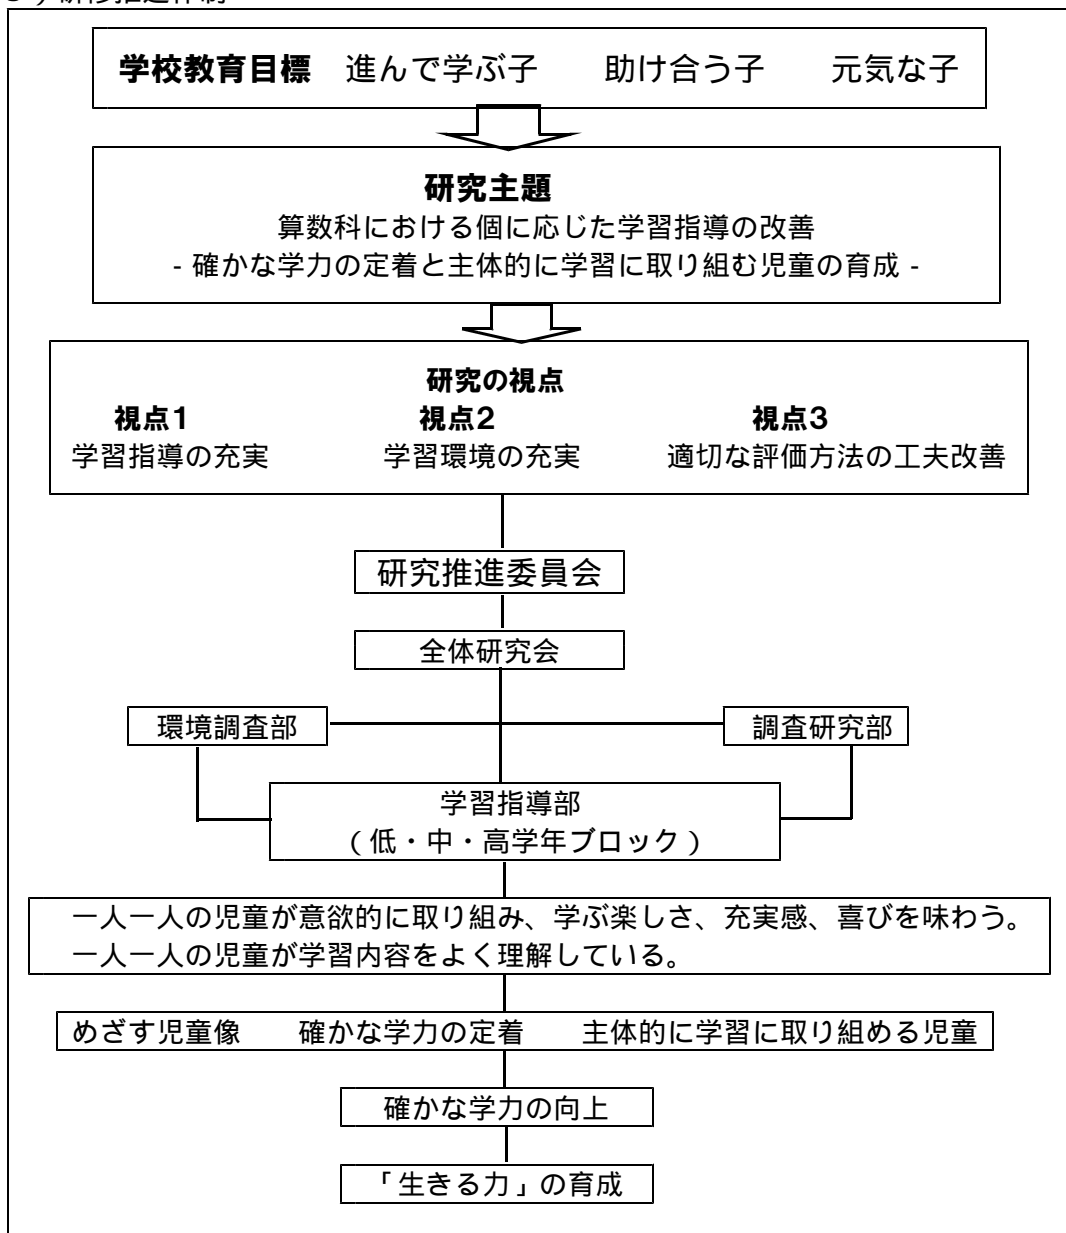 学校教育目標 進んで学ぶ子 助け合う子 元気な子
研究主題
算数科における個に応じた学習指導の改善
- 確かな学力の定着と主体的に学習に取り組む児童の育成 -
研究の視点
視点1 視点2 視点3
学習指導の充実 学習環境の充実 適切な評価方法の工夫改善
研究推進委員会
全体研究会
環境調査部 調査研究部
学習指導部
(低・中・高学年ブロック)
一人一人の児童が意欲的に取り組み、学ぶ楽しさ、充実感、喜びを味わう。
一人一人の児童が学習内容をよく理解している。
めざす児童像 確かな学力の定着 主体的に学習に取り組める児童
確かな学力の向上
「生きる力」の育成